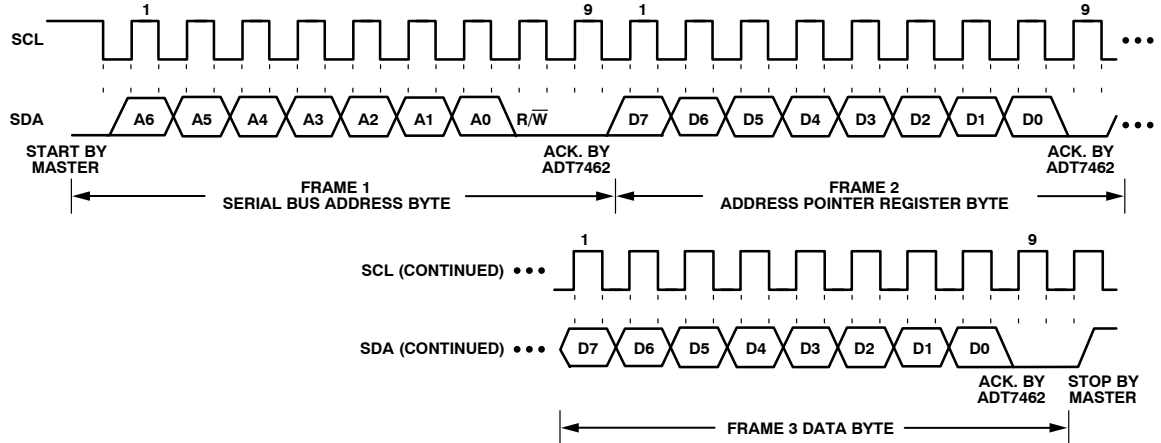 1 9 1 9
SCL •••
SDA A6 A5 A4 A3 A2 A1 A0 R/W̅ D7 D6 D5 D4 D3 D2 D1 D0 •••
START BY
MASTER
ACK. BY
ADT7462
ACK. BY
ADT7462
FRAME 1
SERIAL BUS ADDRESS BYTE
FRAME 2
ADDRESS POINTER REGISTER BYTE
1 9
SCL (CONTINUED) •••
SDA (CONTINUED) ••• D7 D6 D5 D4 D3 D2 D1 D0
ACK. BY
ADT7462
STOP BY
MASTER
FRAME 3 DATA BYTE